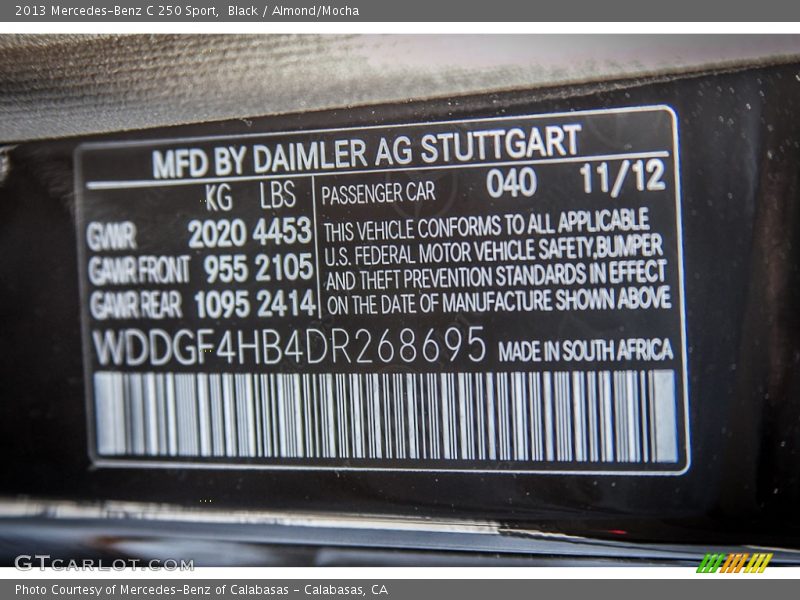 2013 Mercedes-Benz C 250 Sport,  Black / Almond/Mocha
MFD BY DAIMLER AG STUTTGART
KG LBS PASSENGER CAR 040 11/12
GVWR 2020 4453 THIS VEHICLE CONFORMS TO ALL APPLICABLE
U.S. FEDERAL MOTOR VEHICLE SAFETY,BUMPER
GAWR FRONT 955 2105 AND THEFT PREVENTION STANDARDS IN EFFECT
GAWR REAR 1095 2414 ON THE DATE OF MANUFACTURE SHOWN ABOVE
WDDGF4HB4DR268695 MADE IN SOUTH AFRICA
GTCARLOT.COM
Photo Courtesy of Mercedes-Benz of Calabasas - Calabasas, CA